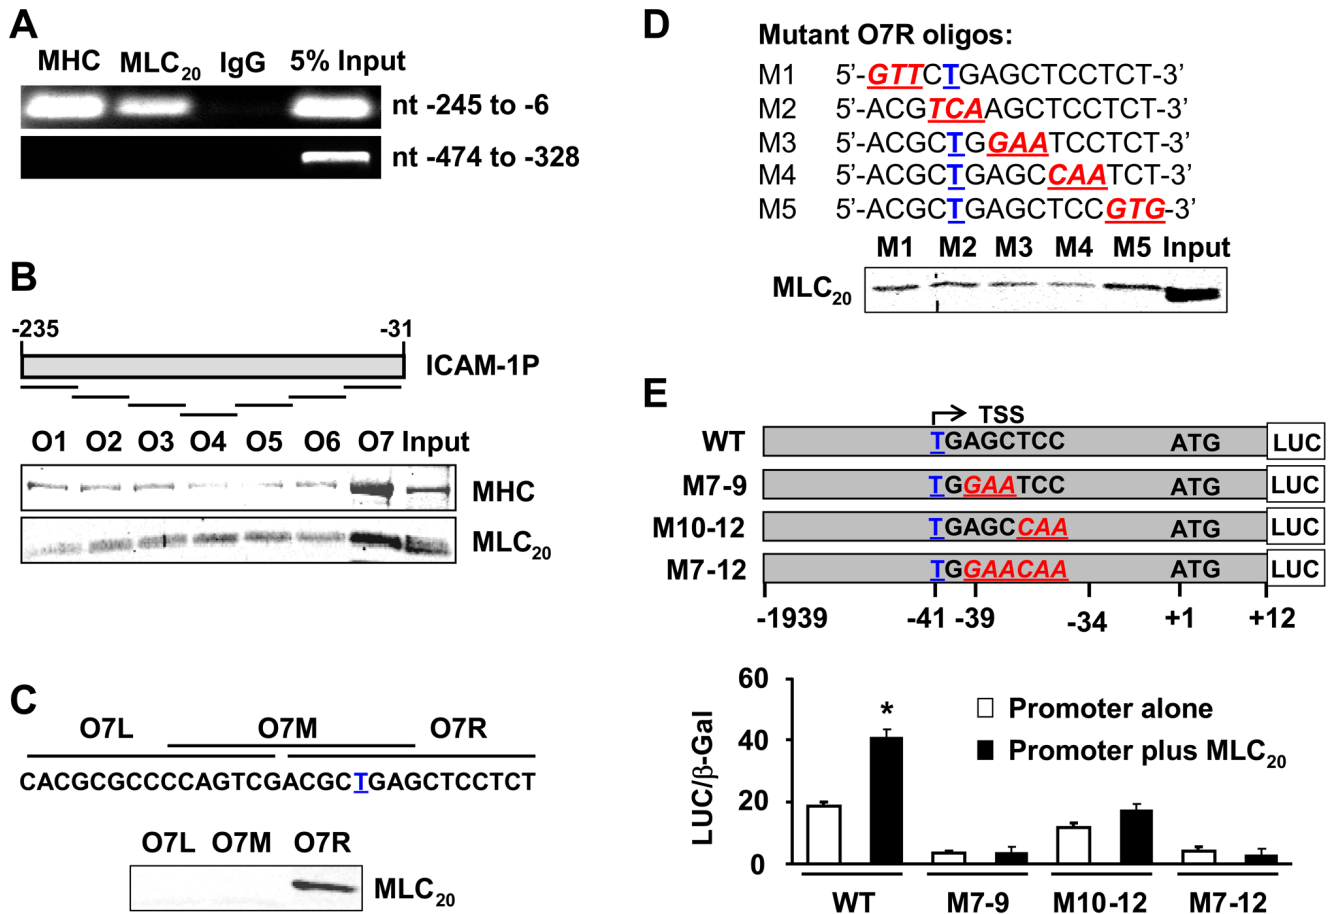 A
MHC MLC20 IgG 5% Input
nt -245 to -6
nt -474 to -328
B
-235 -31
ICAM-1P
O1 O2 O3 O4 O5 O6 O7 Input
MHC
MLC20
C
O7L O7M O7R
CACGCGCCCCAGTCGACGCTGAGCTCCTCT
O7L O7M O7R
MLC20
D
Mutant O7R oligos:
M1 5'-GTTCTGAGCTCCTCT-3'
M2 5'-ACGTCAAGCTCCTCT-3'
M3 5'-ACGCTGGAATCCTCT-3'
M4 5'-ACGCTGAGCCAATCT-3'
M5 5'-ACGCTGAGCTCCGTG-3'
M1 M2 M3 M4 M5 Input
MLC20
E
TSS
WT TGAGCTCC ATG LUC
M7-9 TGGAATCC ATG LUC
M10-12 TGAGCCAA ATG LUC
M7-12 TGGAACAA ATG LUC
-1939 -41 -39 -34 +1 +12
LUC/β-Gal
60
40
20
0
*
Promoter alone
Promoter plus MLC20
WT M7-9 M10-12 M7-12